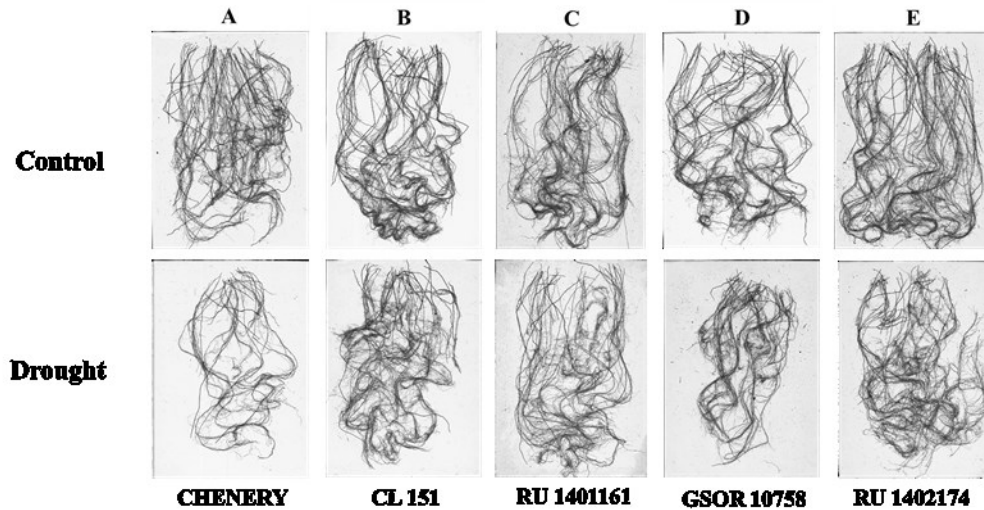 A B C D E
Control
Drought
CHENERY CL 151 RU 1401161 GSOR 10758 RU 1402174